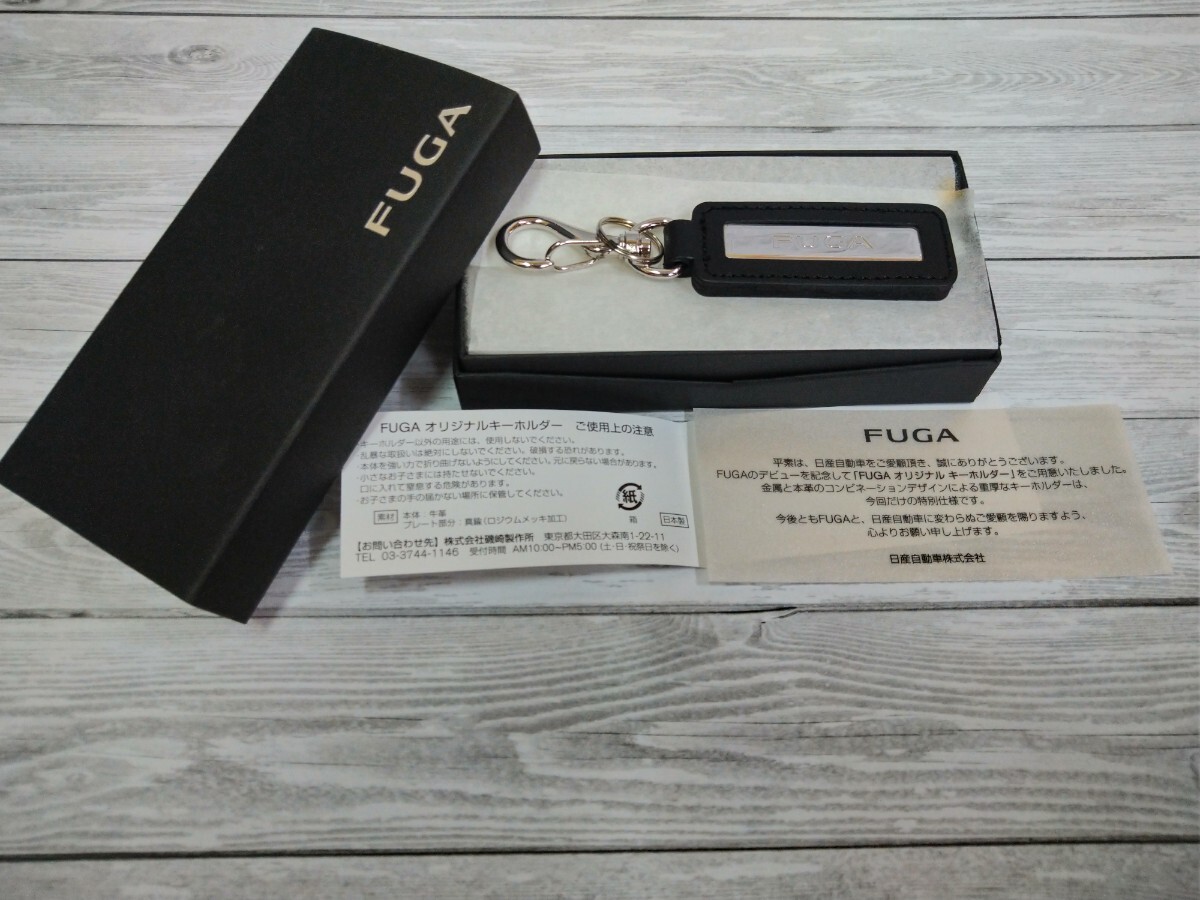 FUGA
FUGA
FUGA オリジナルキーホルダー ご使用上の注意
キーホルダー以外の用途には、使用しないでください。
乱暴な取扱いは絶対にしないでください。破損する恐れがあります。
本体を強い力で折り曲げないようにしてください。元に戻らない場合があります。
小さなお子さまには持たせないでください。
口に入れて窒息する危険があります。
お子さまの手の届かない場所に保管してください。
素材 本体：牛革
プレート部分：真鍮（ロジウムメッキ加工）
紙
箱
日本製
【お問い合わせ先】株式会社磯崎製作所 東京都大田区大森南1-22-11
TEL 03-3744-1146 受付時間 AM10:00〜PM5:00（土・日・祝祭日を除く）
FUGA
平素は、日産自動車をご愛顧頂き、誠にありがとうございます。
FUGAのデビューを記念して「FUGA オリジナル キーホルダー」をご用意いたしました。
金属と本革のコンビネーションデザインによる重厚なキーホルダーは、
今回だけの特別仕様です。
今後ともFUGAと、日産自動車に変わらぬご愛顧を賜りますよう、
心よりお願い申し上げます。
日産自動車株式会社